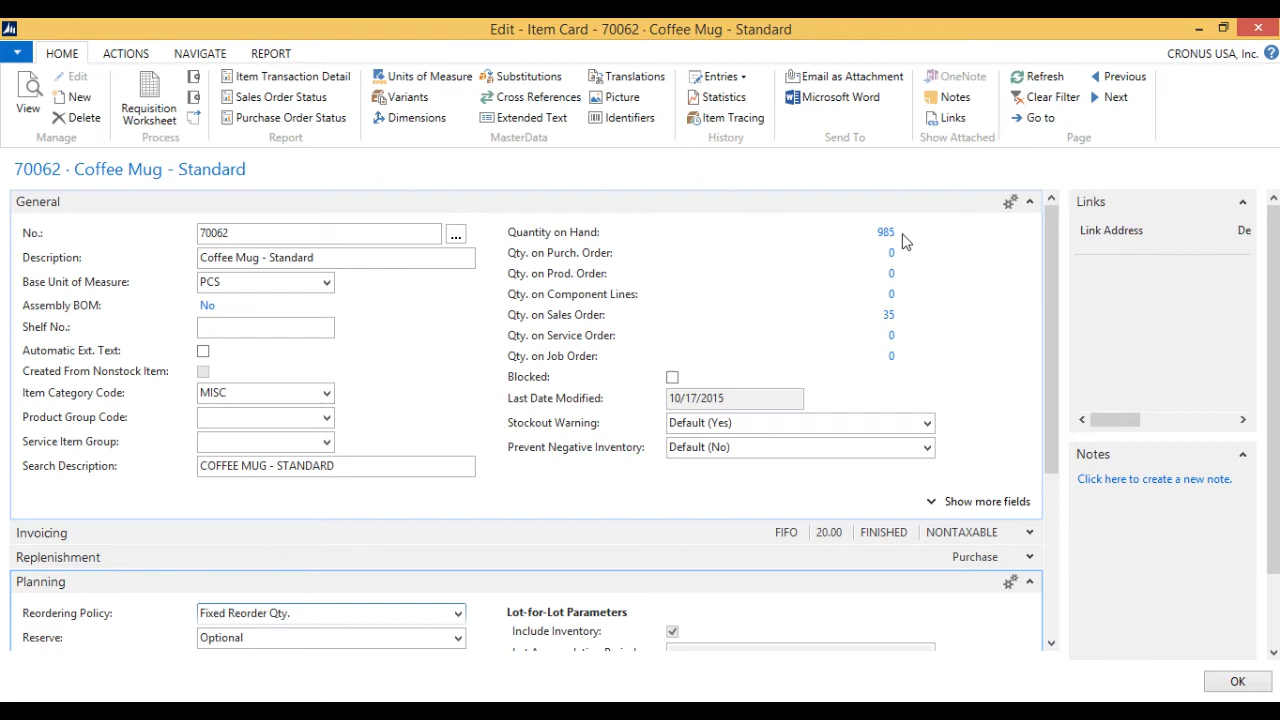 Edit - Item Card - 70062 · Coffee Mug - Standard
HOME ACTIONS NAVIGATE REPORT CRONUS USA, Inc.
View
Edit
New
Delete
Manage
Requisition
Worksheet
Process
Item Transaction Detail
Sales Order Status
Purchase Order Status
Report
Units of Measure
Variants
Dimensions
Substitutions
Cross References
Extended Text
Translations
Picture
Identifiers
MasterData
Entries
Statistics
Item Tracing
History
Email as Attachment
Microsoft Word
Send To
OneNote
Notes
Links
Show Attached
Refresh
Clear Filter
Go to
Previous
Next
Page
70062 · Coffee Mug - Standard
General
No.: 70062 ...
Description: Coffee Mug - Standard
Base Unit of Measure: PCS
Assembly BOM: No
Shelf No.:
Automatic Ext. Text:
Created From Nonstock Item:
Item Category Code: MISC
Product Group Code:
Service Item Group:
Search Description: COFFEE MUG - STANDARD
Quantity on Hand: 985
Qty. on Purch. Order: 0
Qty. on Prod. Order: 0
Qty. on Component Lines: 0
Qty. on Sales Order: 35
Qty. on Service Order: 0
Qty. on Job Order: 0
Blocked:
Last Date Modified: 10/17/2015
Stockout Warning: Default (Yes)
Prevent Negative Inventory: Default (No)
Show more fields
Invoicing FIFO 20.00 FINISHED NONTAXABLE
Replenishment Purchase
Planning
Reordering Policy: Fixed Reorder Qty.
Reserve: Optional
Lot-for-Lot Parameters
Include Inventory:
Links
Link Address De
Notes
Click here to create a new note.
OK